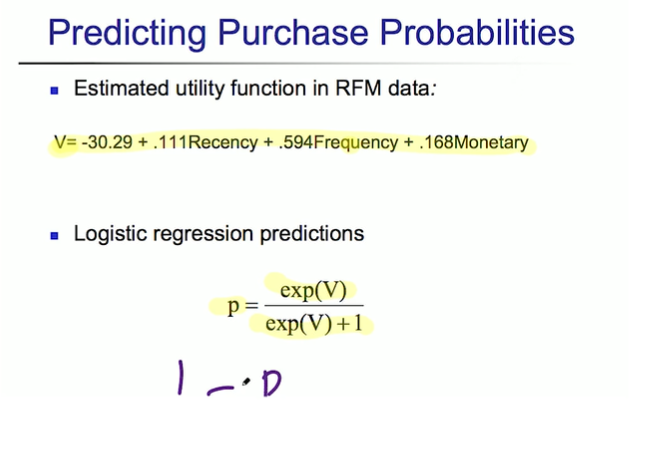 Predicting Purchase Probabilities
Estimated utility function in RFM data:
V= -30.29 + .111Recency + .594Frequency + .168Monetary
Logistic regression predictions
p = exp(V) / exp(V)+1
1 - p